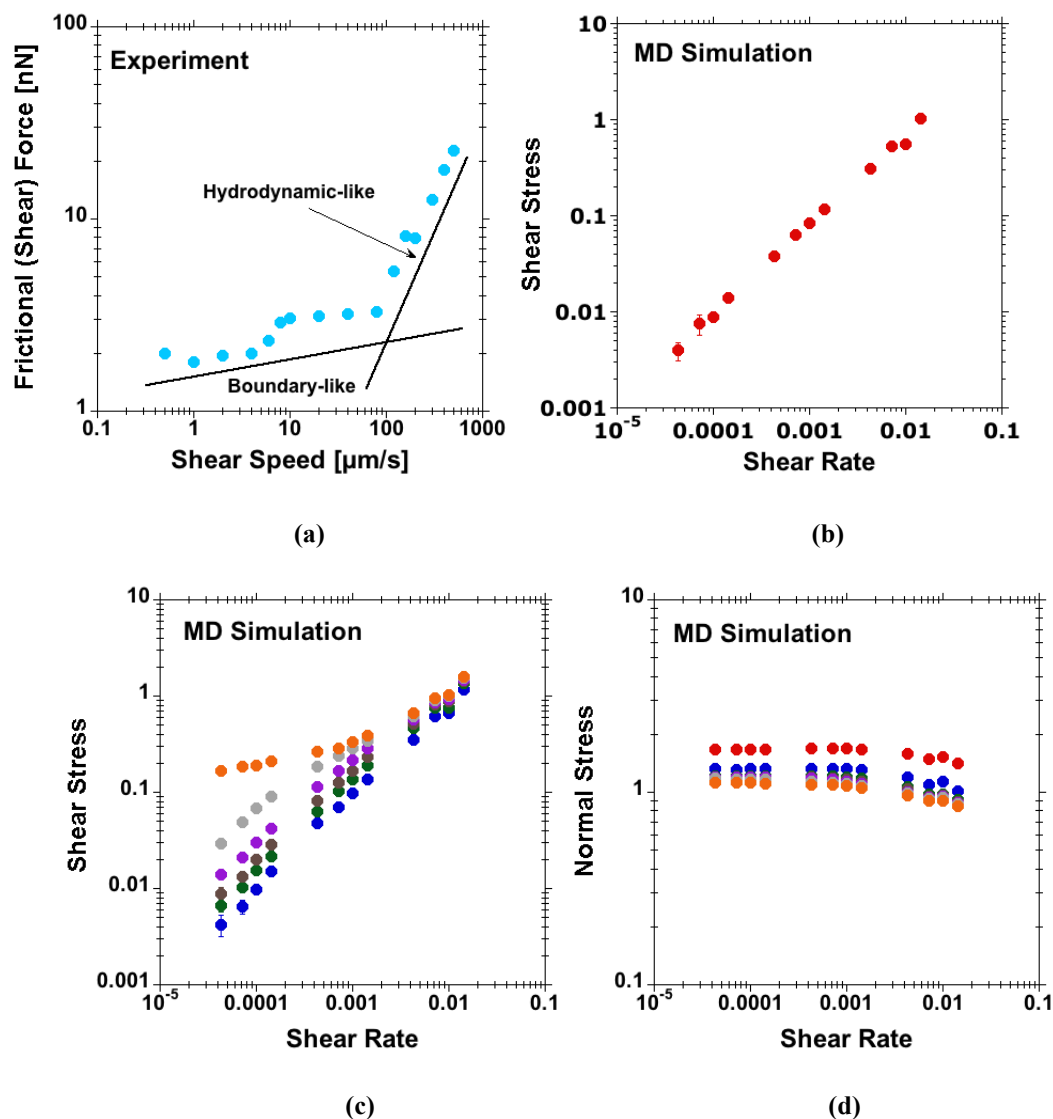 Experiment
Frictional (Shear) Force [nN]
100
10
1
Hydrodynamic-like
Boundary-like
0.1
1
10
100
1000
Shear Speed [µm/s]
(a)
MD Simulation
Shear Stress
10
1
0.1
0.01
0.001
10-5
0.0001
0.001
0.01
0.1
Shear Rate
(b)
MD Simulation
Shear Stress
10
1
0.1
0.01
0.001
10-5
0.0001
0.001
0.01
0.1
Shear Rate
(c)
MD Simulation
Normal Stress
10
1
0.1
10-5
0.0001
0.001
0.01
0.1
Shear Rate
(d)